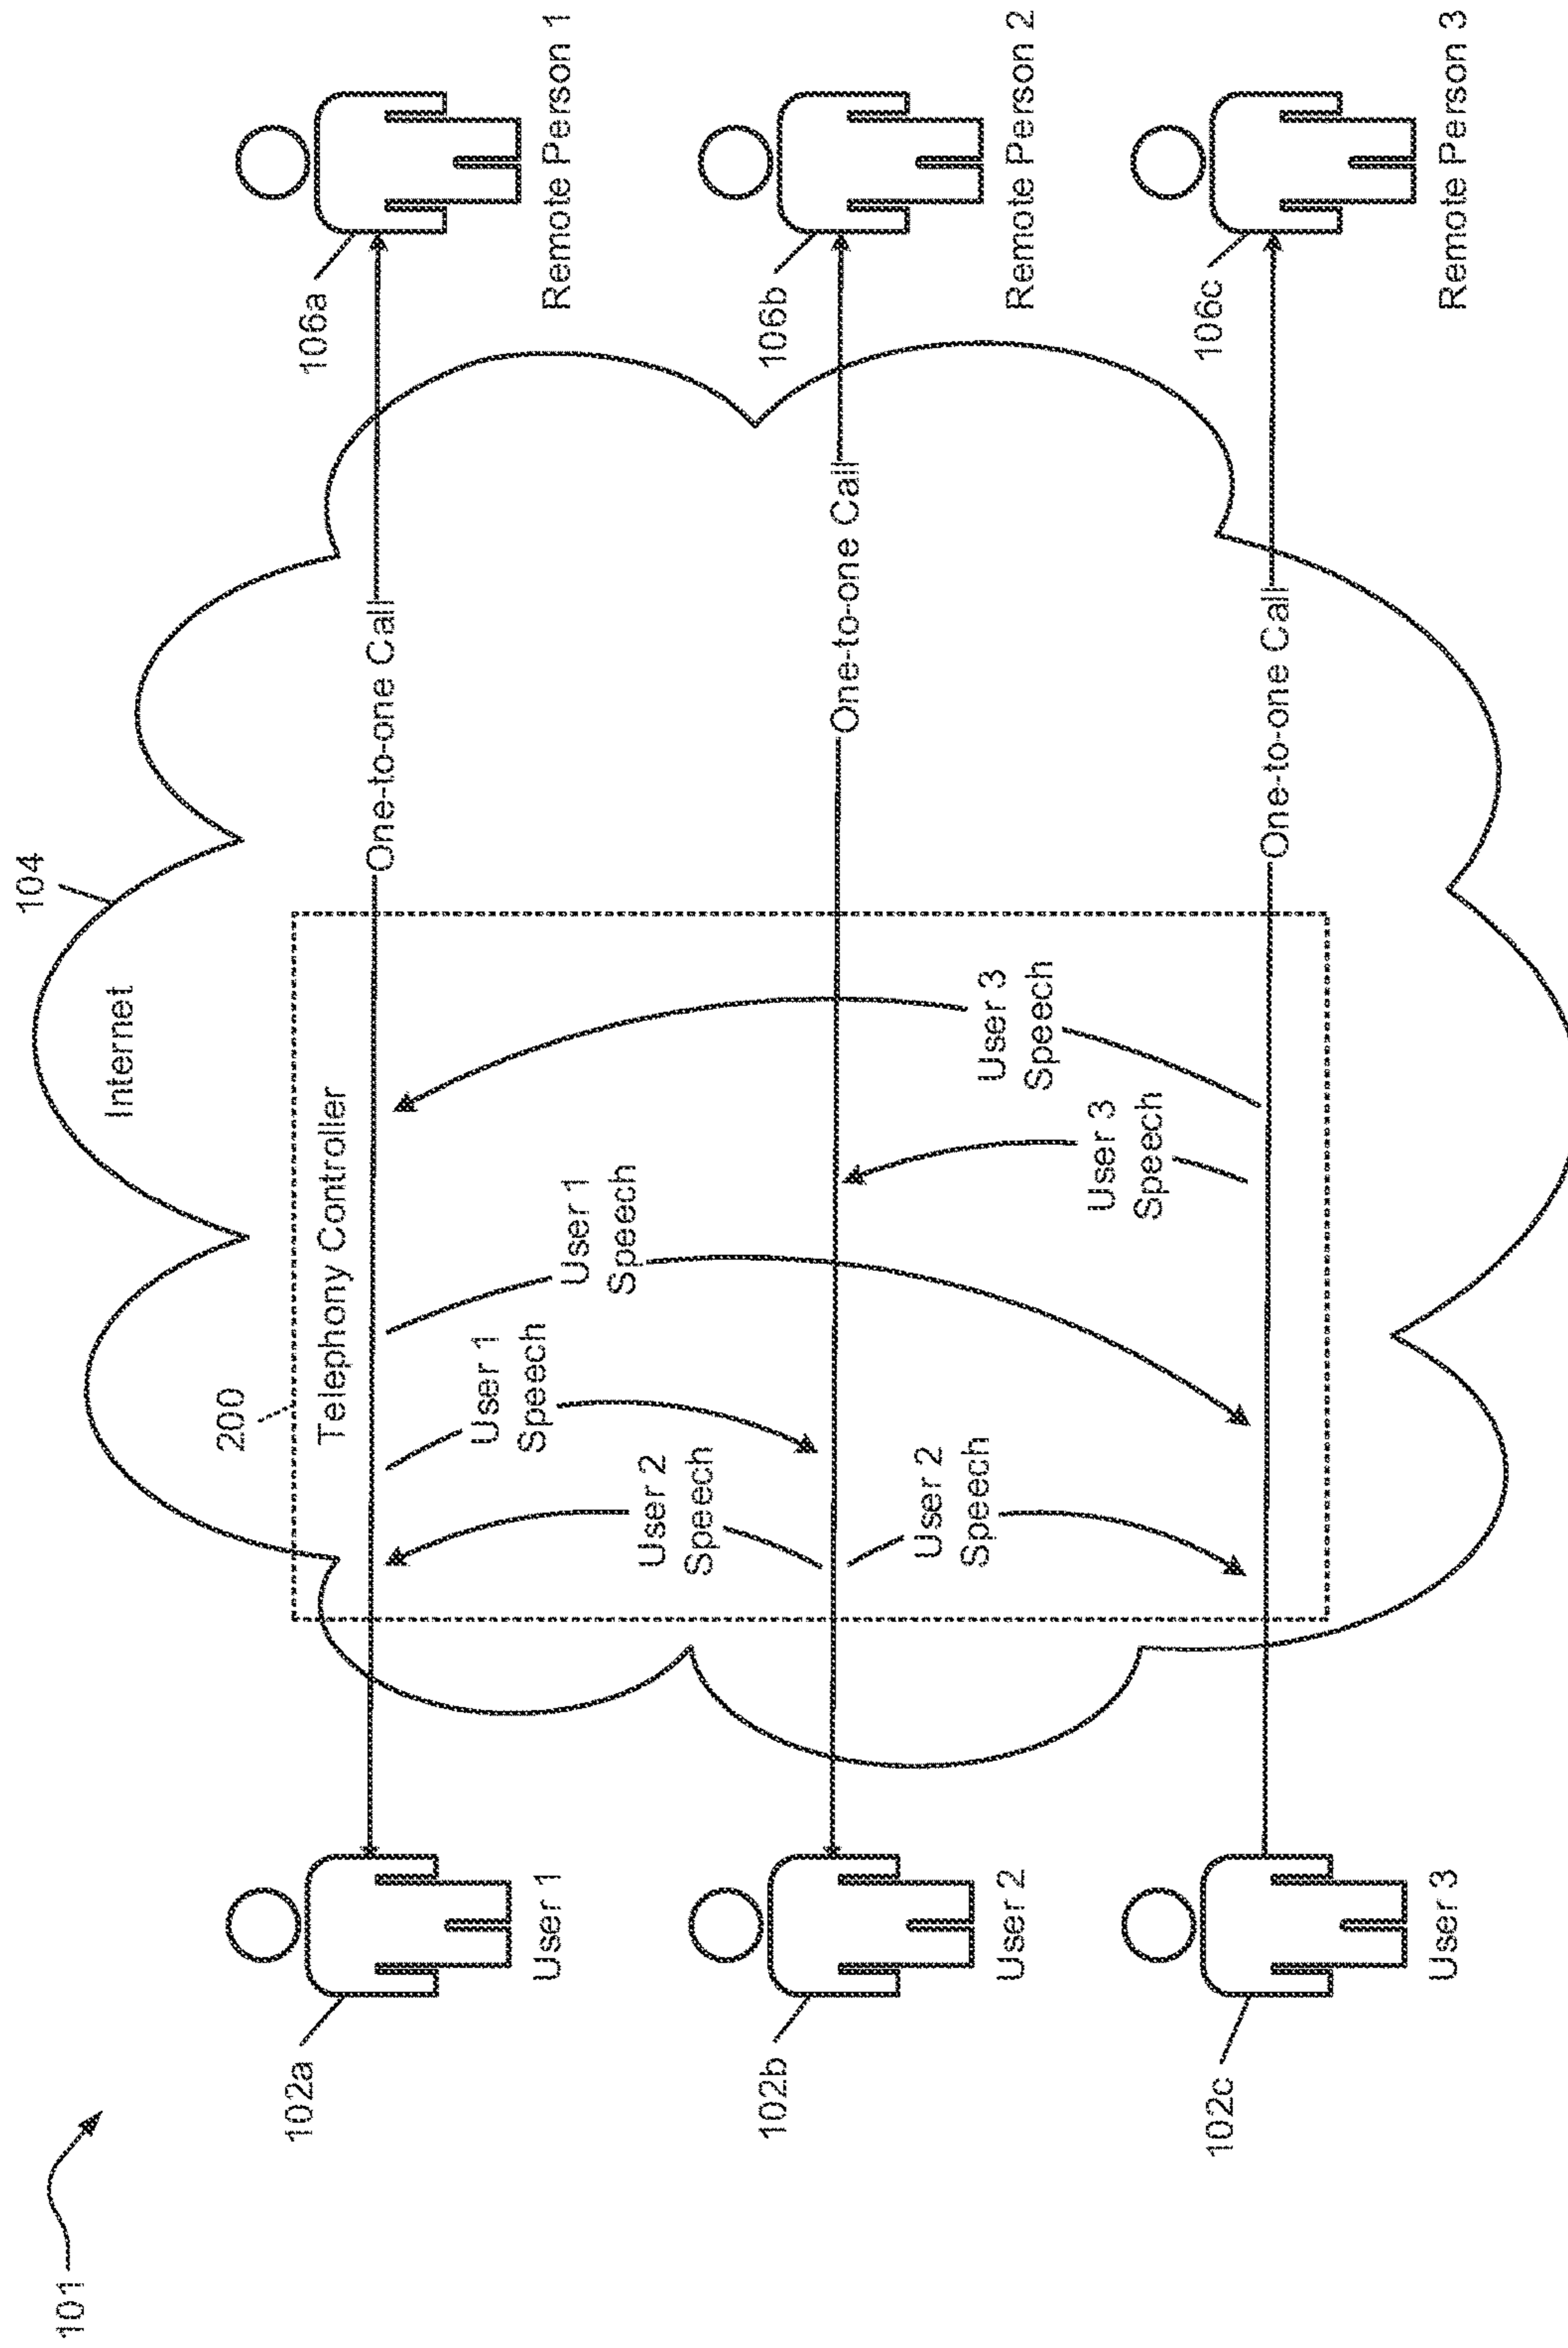 101
104
Internet
200
Telephony Controller
102a
User 1
One-to-one Call
106a
Remote Person 1
User 1
Speech
User 1
Speech
User 2
Speech
102b
User 2
One-to-one Call
106b
Remote Person 2
User 2
Speech
User 3
Speech
User 3
Speech
102c
User 3
One-to-one Call
106c
Remote Person 3